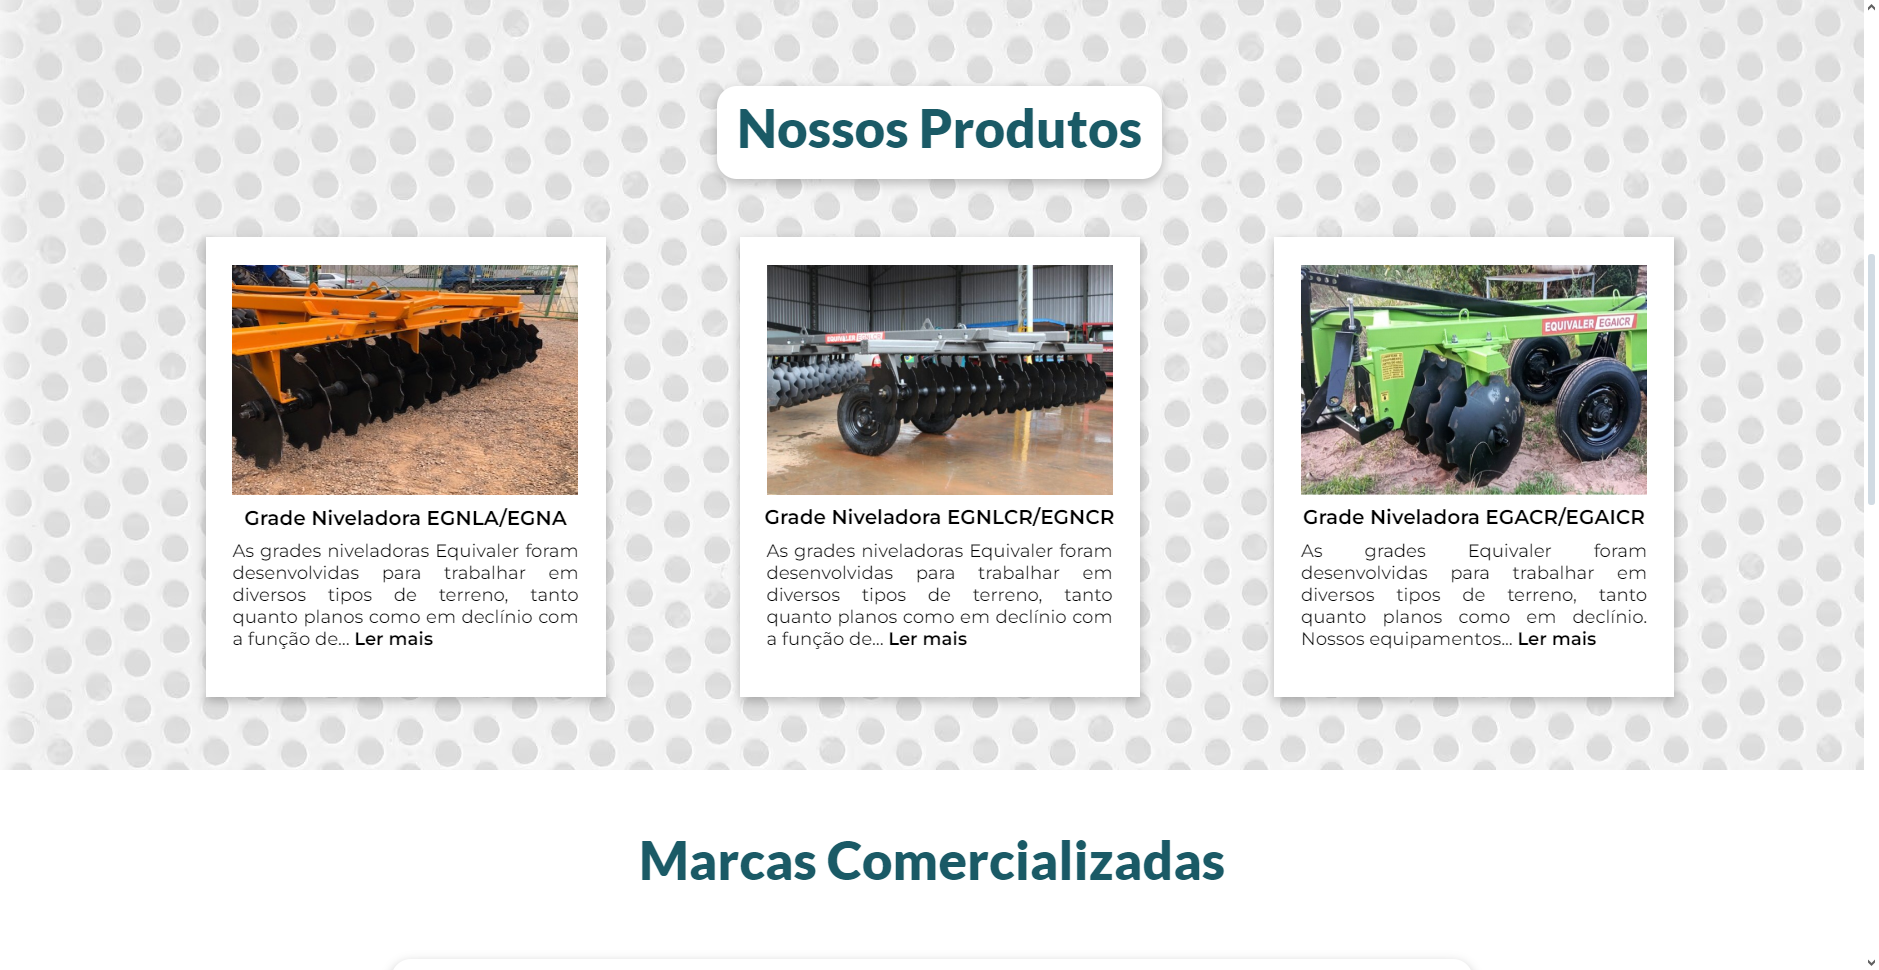 Nossos Produtos
EQUIVALER
EQUIVALER EGAICR
Grade Niveladora EGNLA/EGNA
As grades niveladoras Equivaler foram
desenvolvidas para trabalhar em
diversos tipos de terreno, tanto
quanto planos como em declínio com
a função de... Ler mais
Grade Niveladora EGNLCR/EGNCR
As grades niveladoras Equivaler foram
desenvolvidas para trabalhar em
diversos tipos de terreno, tanto
quanto planos como em declínio com
a função de... Ler mais
Grade Niveladora EGACR/EGAICR
As grades Equivaler foram
desenvolvidas para trabalhar em
diversos tipos de terreno, tanto
quanto planos como em declínio.
Nossos equipamentos... Ler mais
Marcas Comercializadas